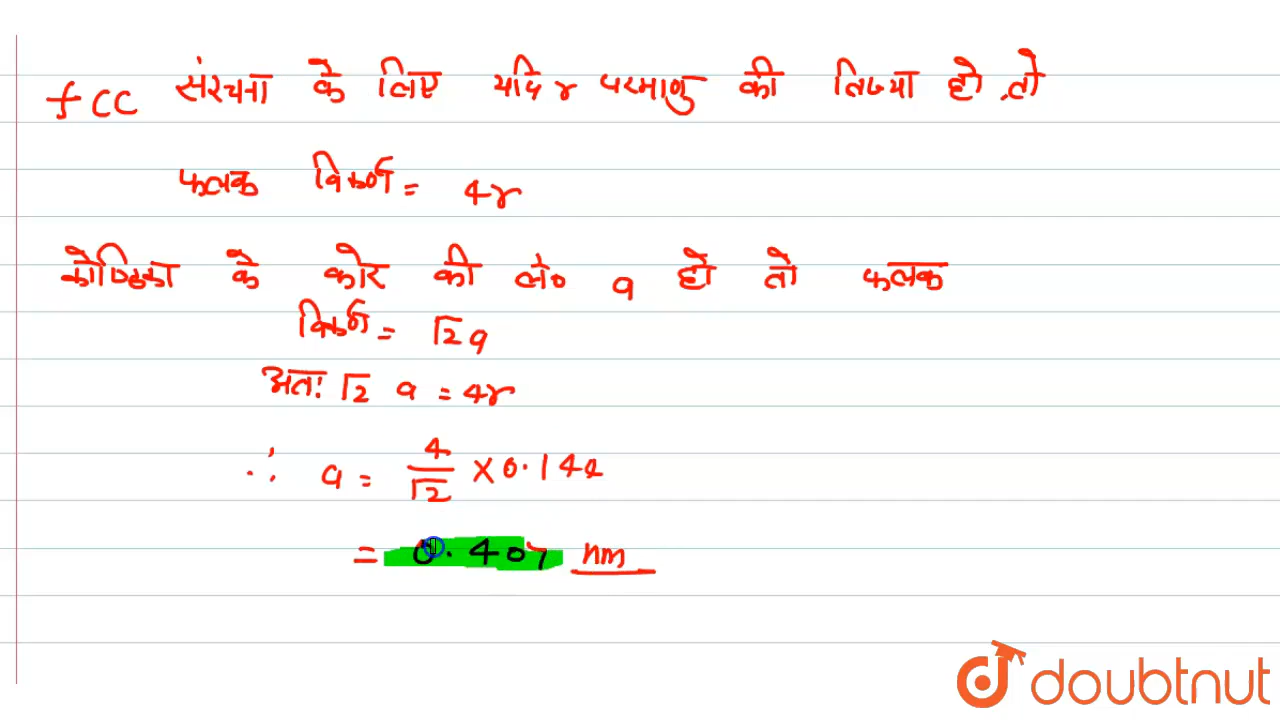 fCC संरचना के लिए यदि r परमाणु की त्रिज्या हो तो
फलक विकर्ण = 4r
कोष्ठिका के कोर की ल० a हो तो फलक
विकर्ण = √2 a
अतः √2 a = 4r
∴ a = 4/√2 × 0.144
= 0.407 nm
doubtnut